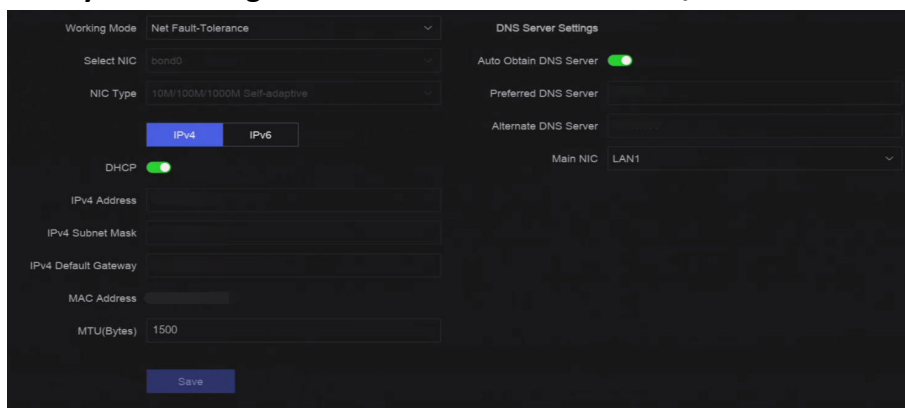 Working Mode Net Fault-Tolerance
Select NIC bond0
NIC Type 10M/100M/1000M Self-adaptive
IPv4 IPv6
DHCP
IPv4 Address
IPv4 Subnet Mask
IPv4 Default Gateway
MAC Address
MTU(Bytes) 1500
Save
DNS Server Settings
Auto Obtain DNS Server
Preferred DNS Server
Alternate DNS Server
Main NIC LAN1